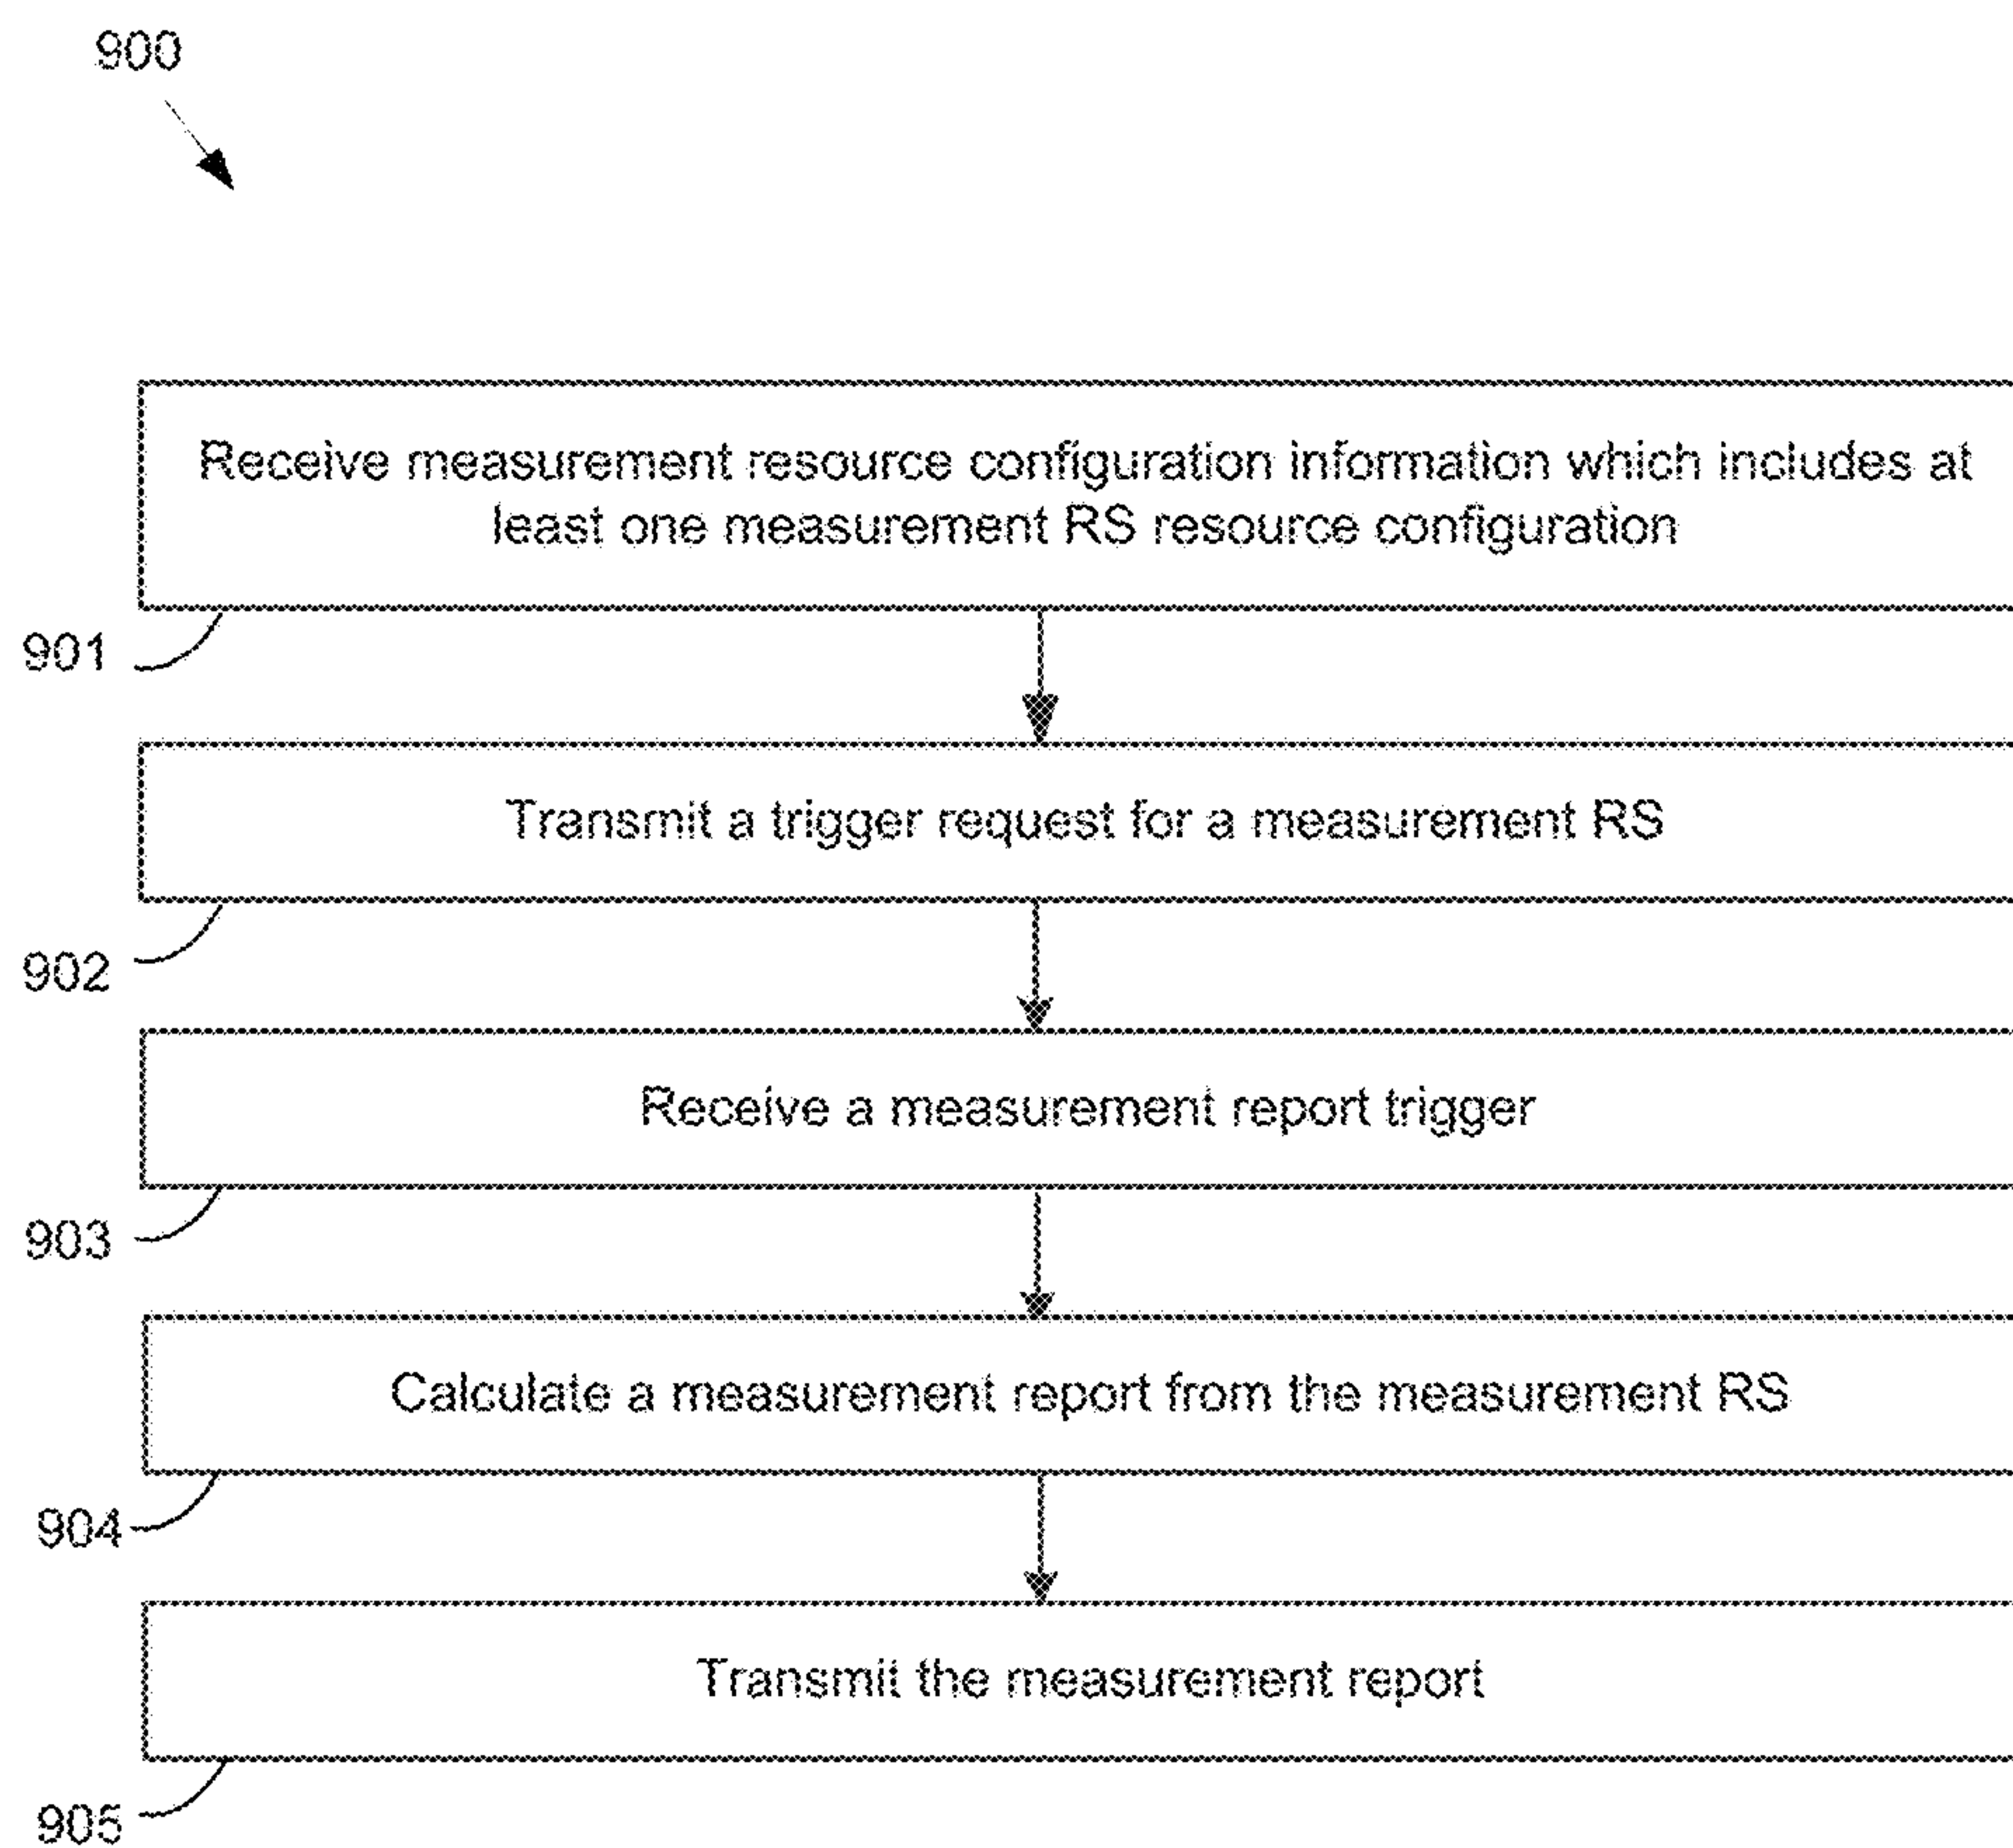 900
Receive measurement resource configuration information which includes at
least one measurement RS resource configuration
901
Transmit a trigger request for a measurement RS
902
Receive a measurement report trigger
903
Calculate a measurement report from the measurement RS
904
Transmit the measurement report
905